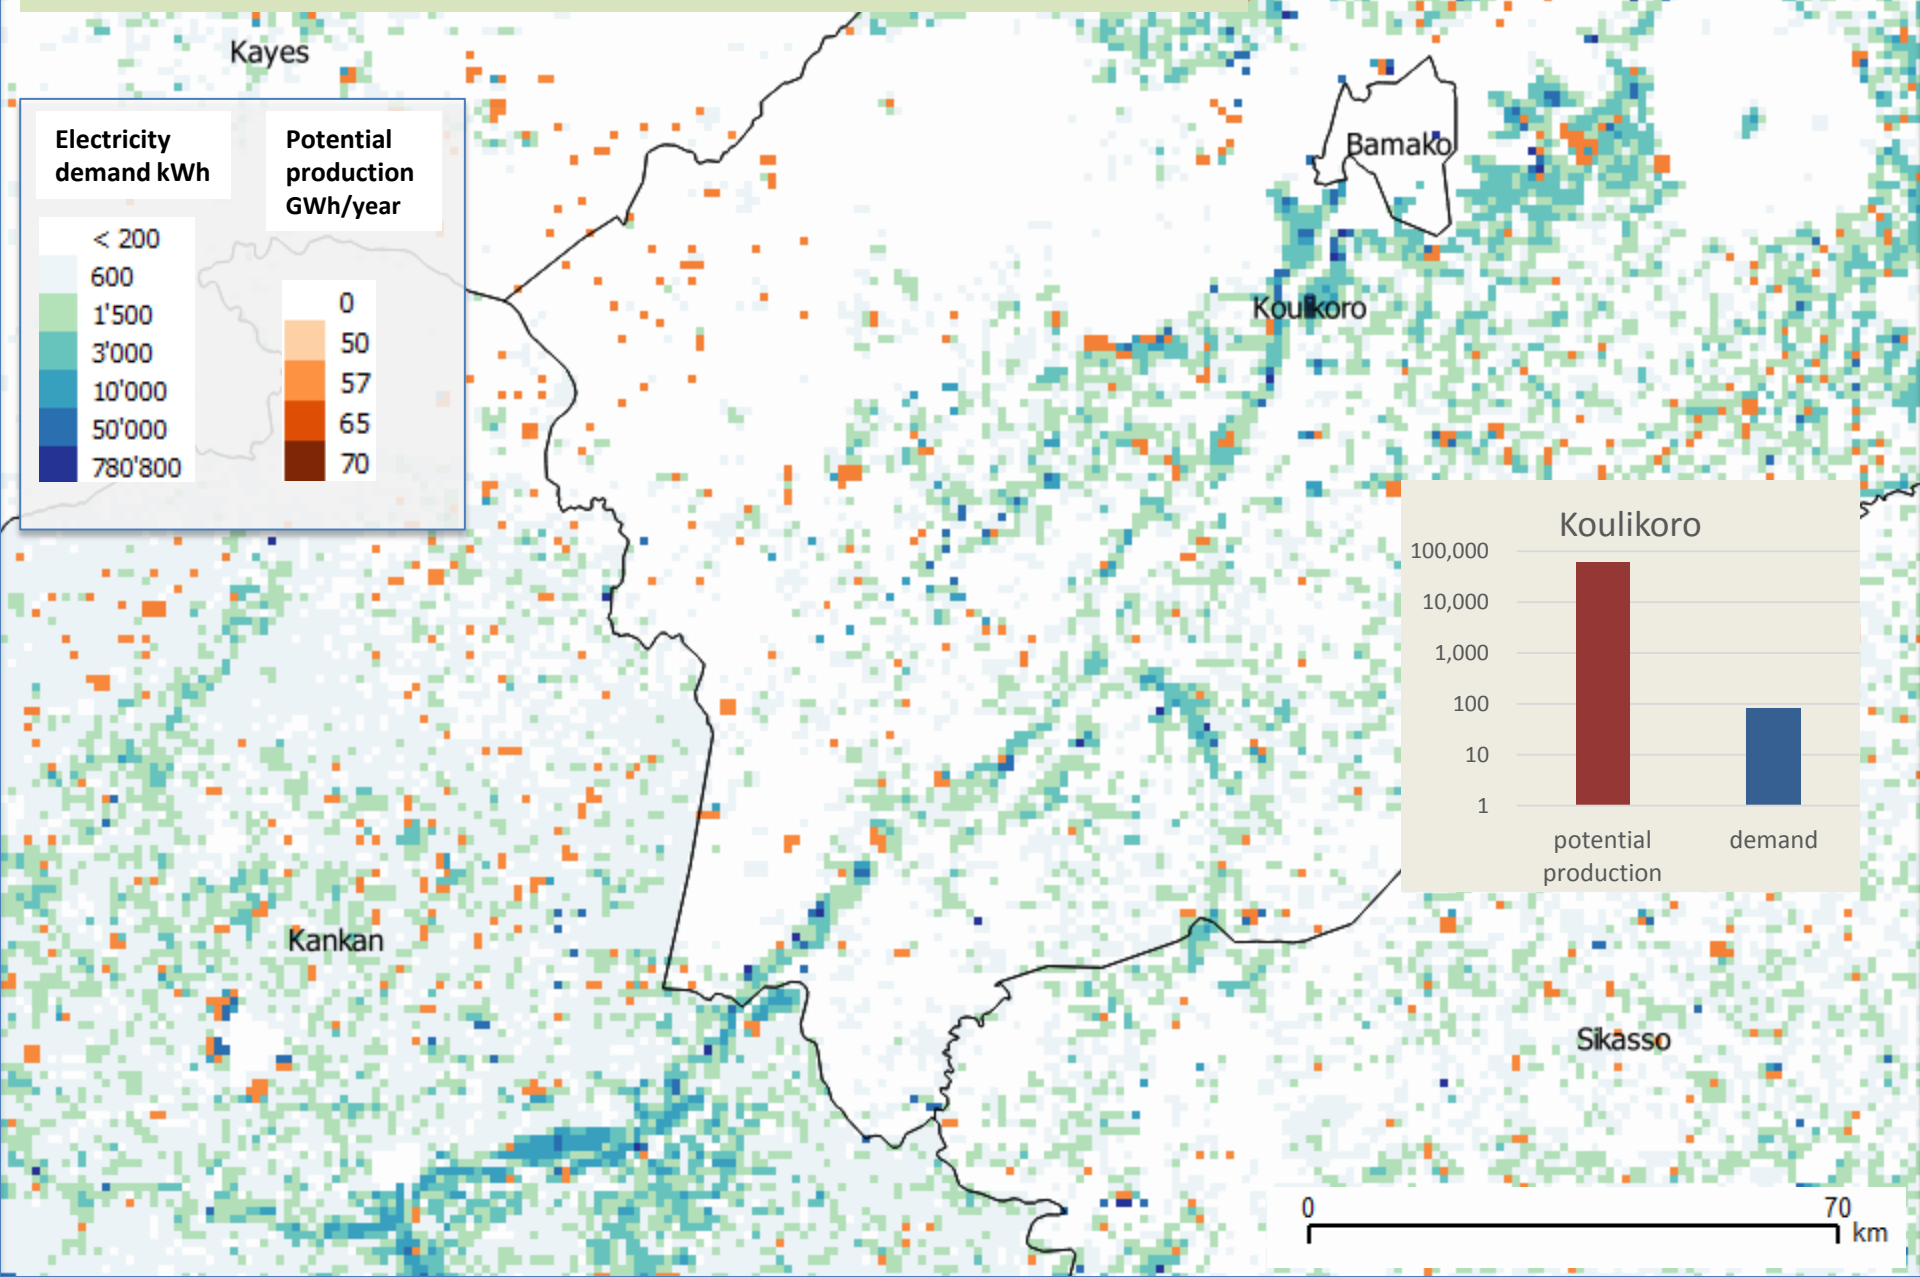 Kayes
Electricity
demand kWh
< 200
600
1'500
3'000
10'000
50'000
780'800
Potential
production
GWh/year
0
50
57
65
70
Bamako
Koulikoro
Koulikoro
100,000
10,000
1,000
100
10
1
potential
production
demand
Kankan
Sikasso
0
70
km